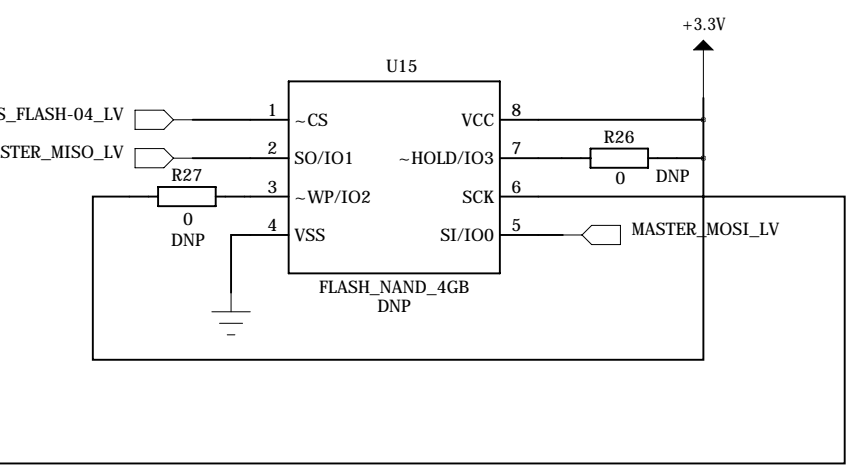 +3.3V
U15
S_FLASH-04_LV
1
~CS
VCC
8
STER_MISO_LV
2
SO/IO1
~HOLD/IO3
7
R26
0
DNP
R27
0
DNP
3
~WP/IO2
SCK
6
4
VSS
SI/IO0
5
MASTER_MOSI_LV
FLASH_NAND_4GB
DNP